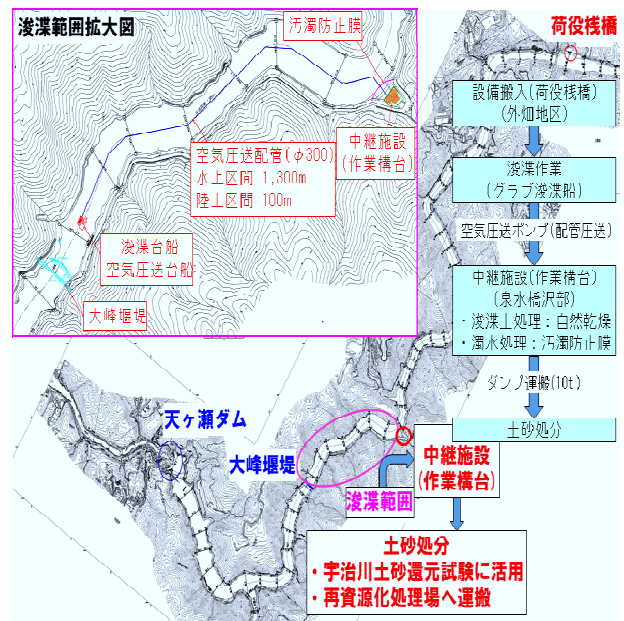 浚渫範囲拡大図
汚濁防止膜
中継施設
(作業構台)
空気圧送配管(φ300)
水上区間 1,300m
陸上区間 100m
浚渫台船
空気圧送台船
大峰堰堤
荷役桟橋
設備搬入(荷役桟橋)
(外畑地区)
浚渫作業
(グラブ浚渫船)
空気圧送ポンプ(配管圧送)
中継施設(作業構台)
(泉水橋沢部)
・浚渫土処理：自然乾燥
・濁水処理：汚濁防止膜
ダンプ運搬(10t)
土砂処分
天ヶ瀬ダム
大峰堰堤
浚渫範囲
中継施設
(作業構台)
土砂処分
・宇治川土砂還元試験に活用
・再資源化処理場へ運搬